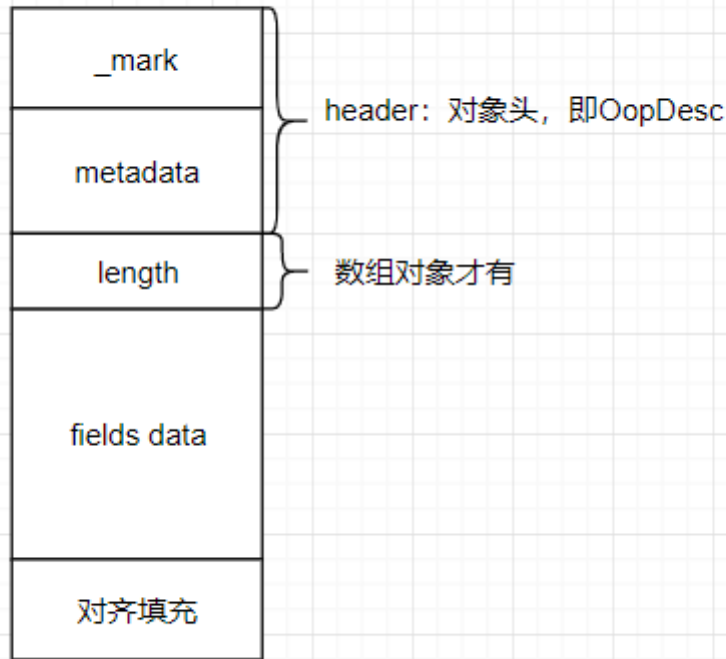 _mark
header：对象头，即OopDesc
metadata
length
数组对象才有
fields data
对齐填充